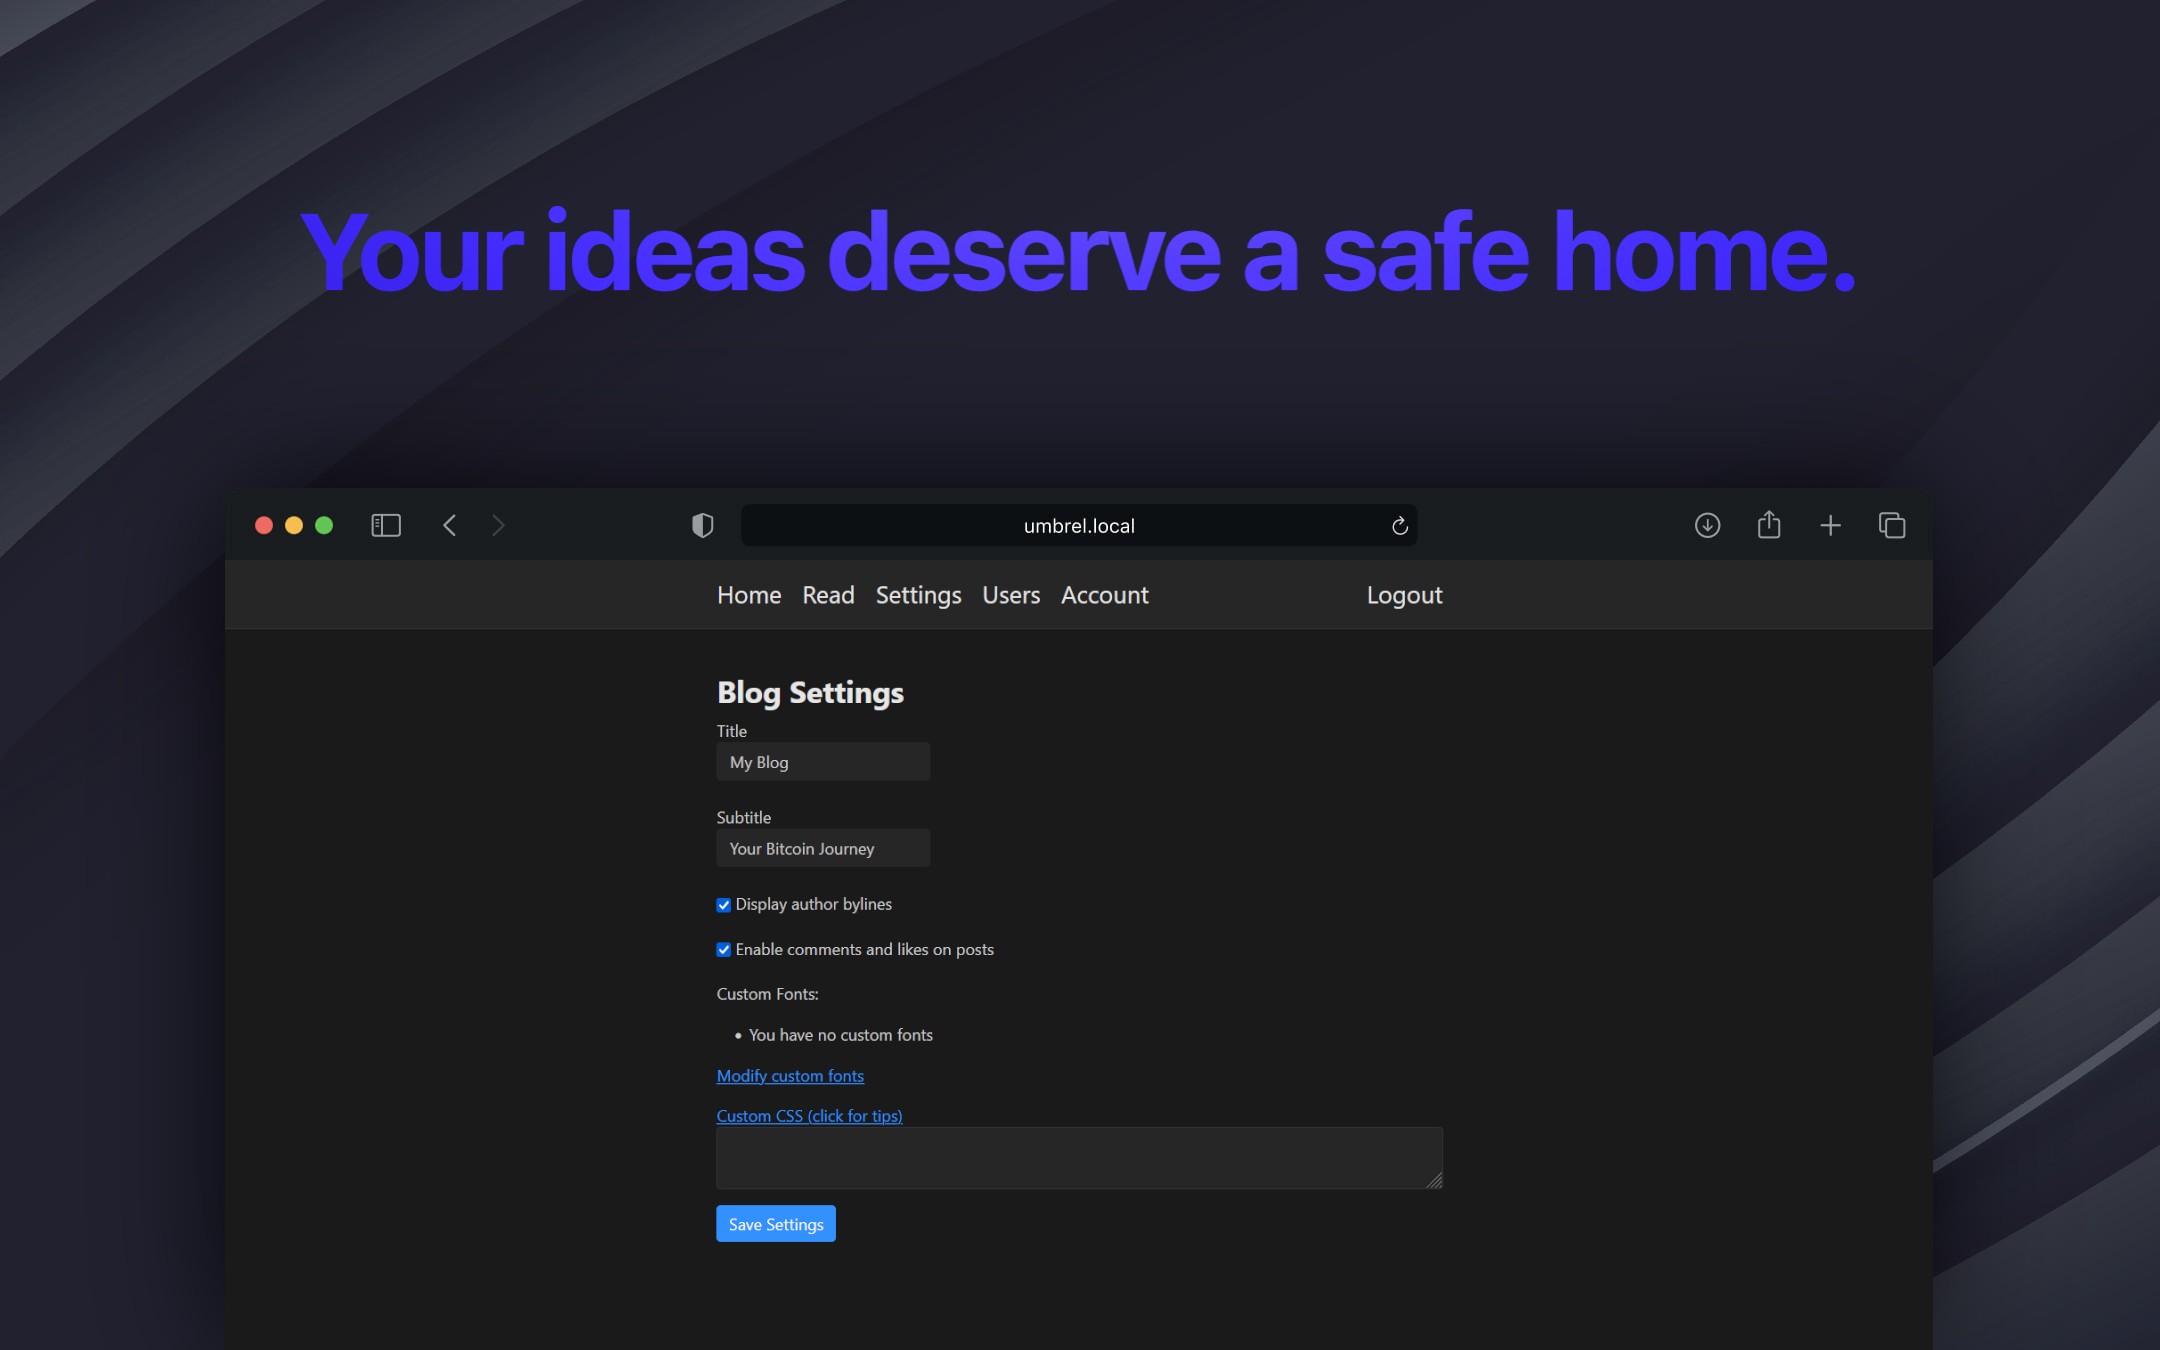 Your ideas deserve a safe home.
umbrel.local
Home Read Settings Users Account Logout
Blog Settings
Title
My Blog
Subtitle
Your Bitcoin Journey
Display author bylines
Enable comments and likes on posts
Custom Fonts:
• You have no custom fonts
Modify custom fonts
Custom CSS (click for tips)
Save Settings